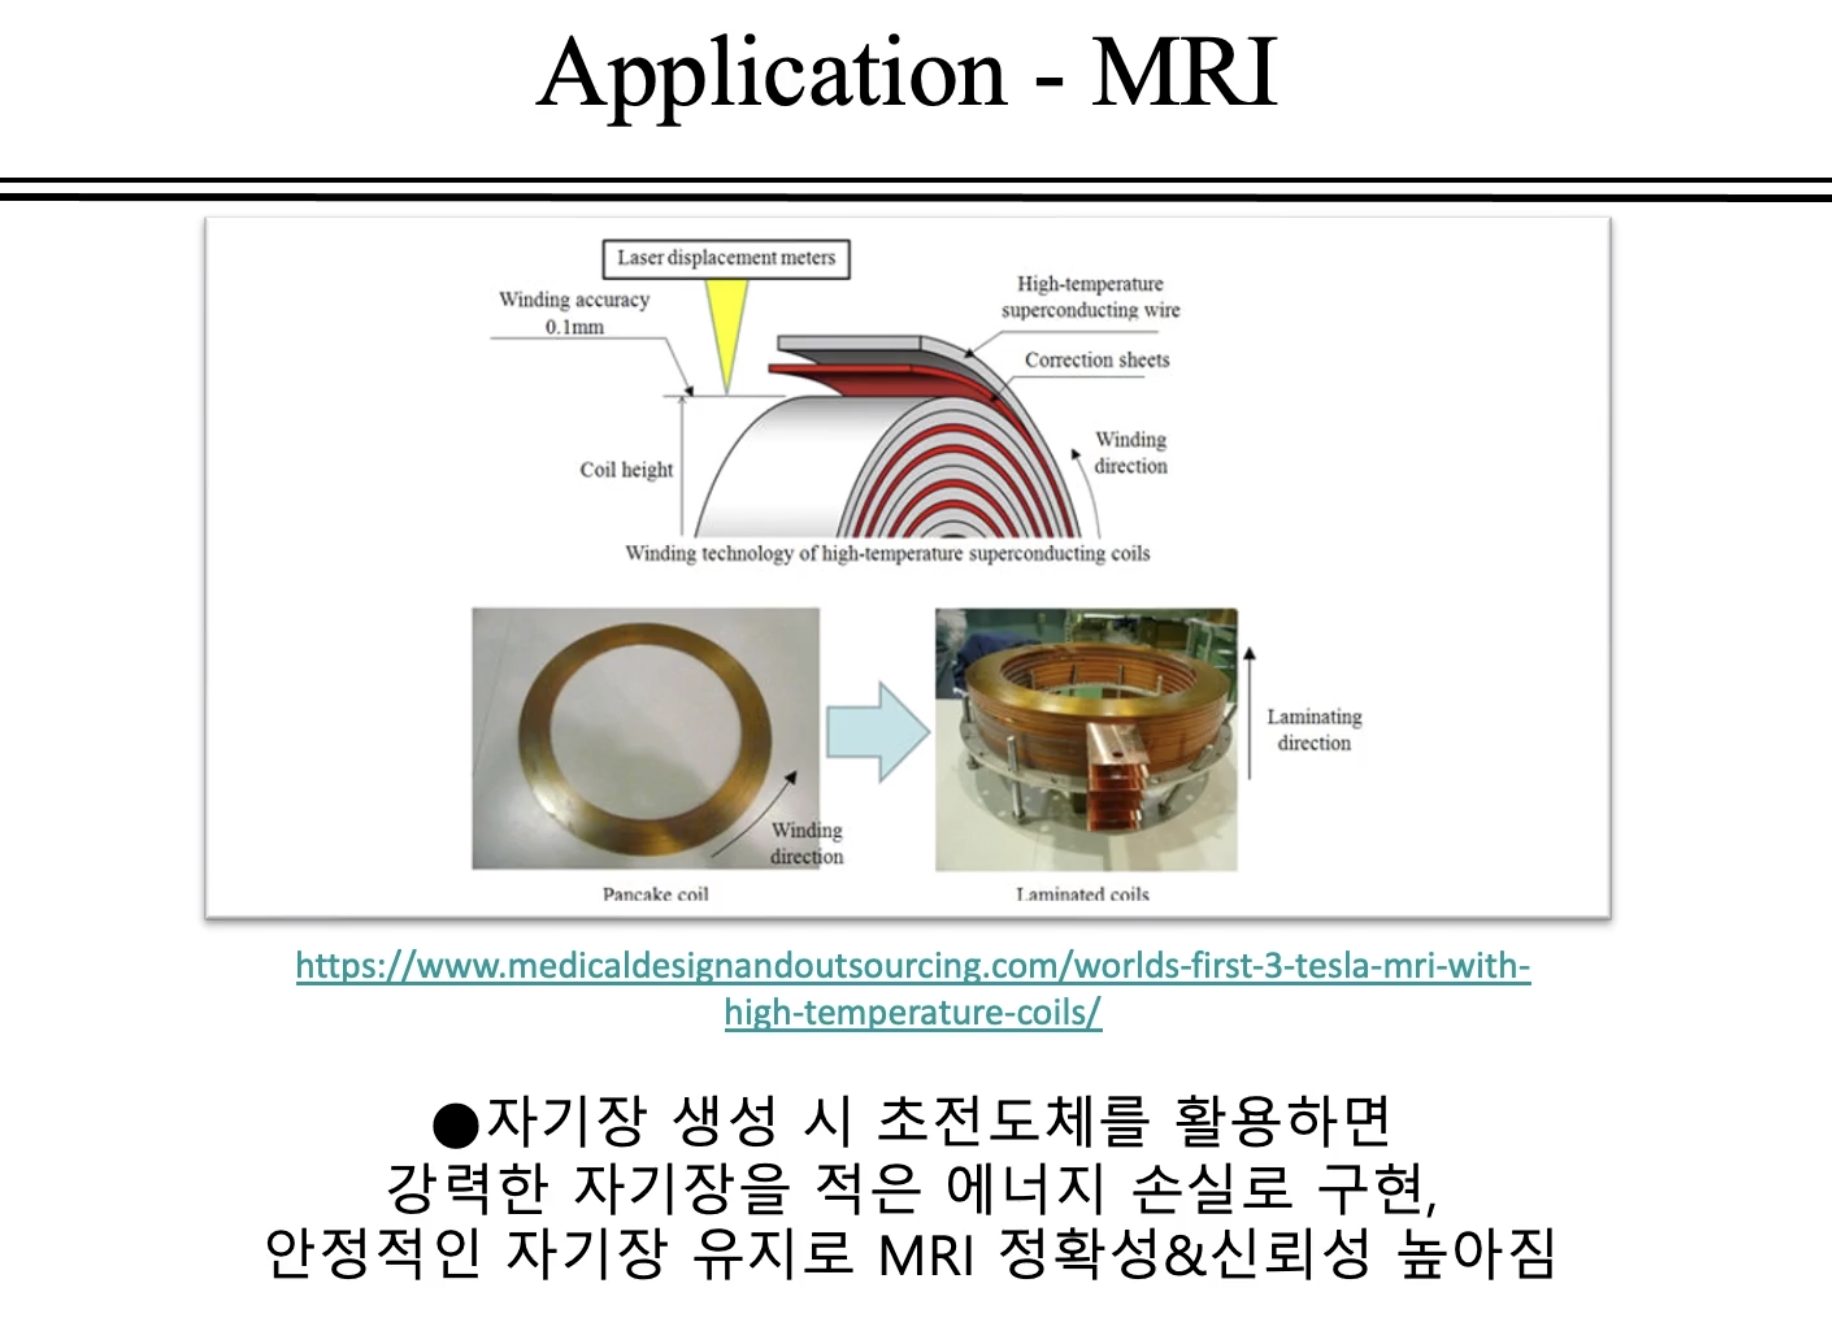 Application - MRI
Laser displacement meters
Winding accuracy
0.1mm
High-temperature
superconducting wire
Correction sheets
Winding
direction
Coil height
Winding technology of high-temperature superconducting coils
Winding
direction
Laminating
direction
Pancake coil
Laminated coils
https://www.medicaldesignandoutsourcing.com/worlds-first-3-tesla-mri-with-
high-temperature-coils/
●자기장 생성 시 초전도체를 활용하면
강력한 자기장을 적은 에너지 손실로 구현,
안정적인 자기장 유지로 MRI 정확성&신뢰성 높아짐